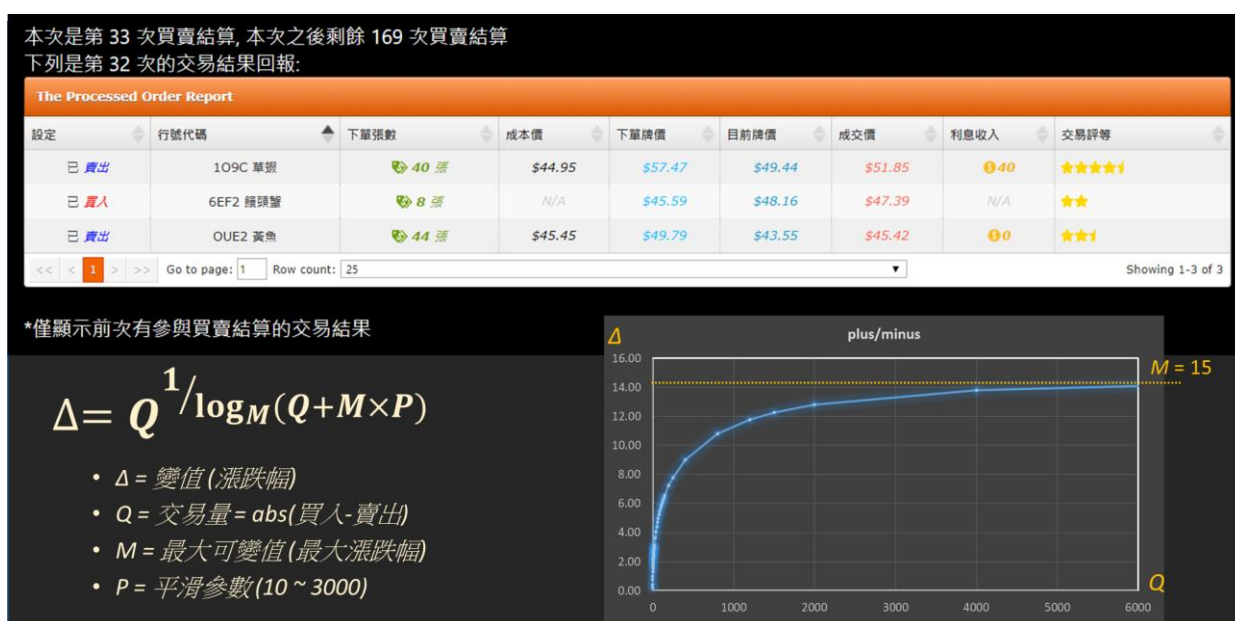 本次是第 33 次買賣結算, 本次之後剩餘 169 次買賣結算
下列是第 32 次的交易結果回報:
The Processed Order Report
設定 行號代碼 下單張數 成本價 下單牌價 目前牌價 成交價 利息收入 交易評等
已 賣出 1O9C 草蝦 40 張 $44.95 $57.47 $49.44 $51.85 40
已 買入 6EF2 饅頭蟹 8 張 N/A $45.59 $48.16 $47.39 N/A
已 賣出 OUE2 黃魚 44 張 $45.45 $49.79 $43.55 $45.42 0
<< < 1 > >> Go to page: 1 Row count: 25 Showing 1-3 of 3
*僅顯示前次有參與買賣結算的交易結果
Δ= Q^1/log_M(Q+M×P)
• Δ = 變值(漲跌幅)
• Q = 交易量 = abs(買入-賣出)
• M = 最大可變值(最大漲跌幅)
• P = 平滑參數(10 ~ 3000)
Δ
plus/minus
M = 15
16.00
14.00
12.00
10.00
8.00
6.00
4.00
2.00
0.00
Q
0 1000 2000 3000 4000 5000 6000